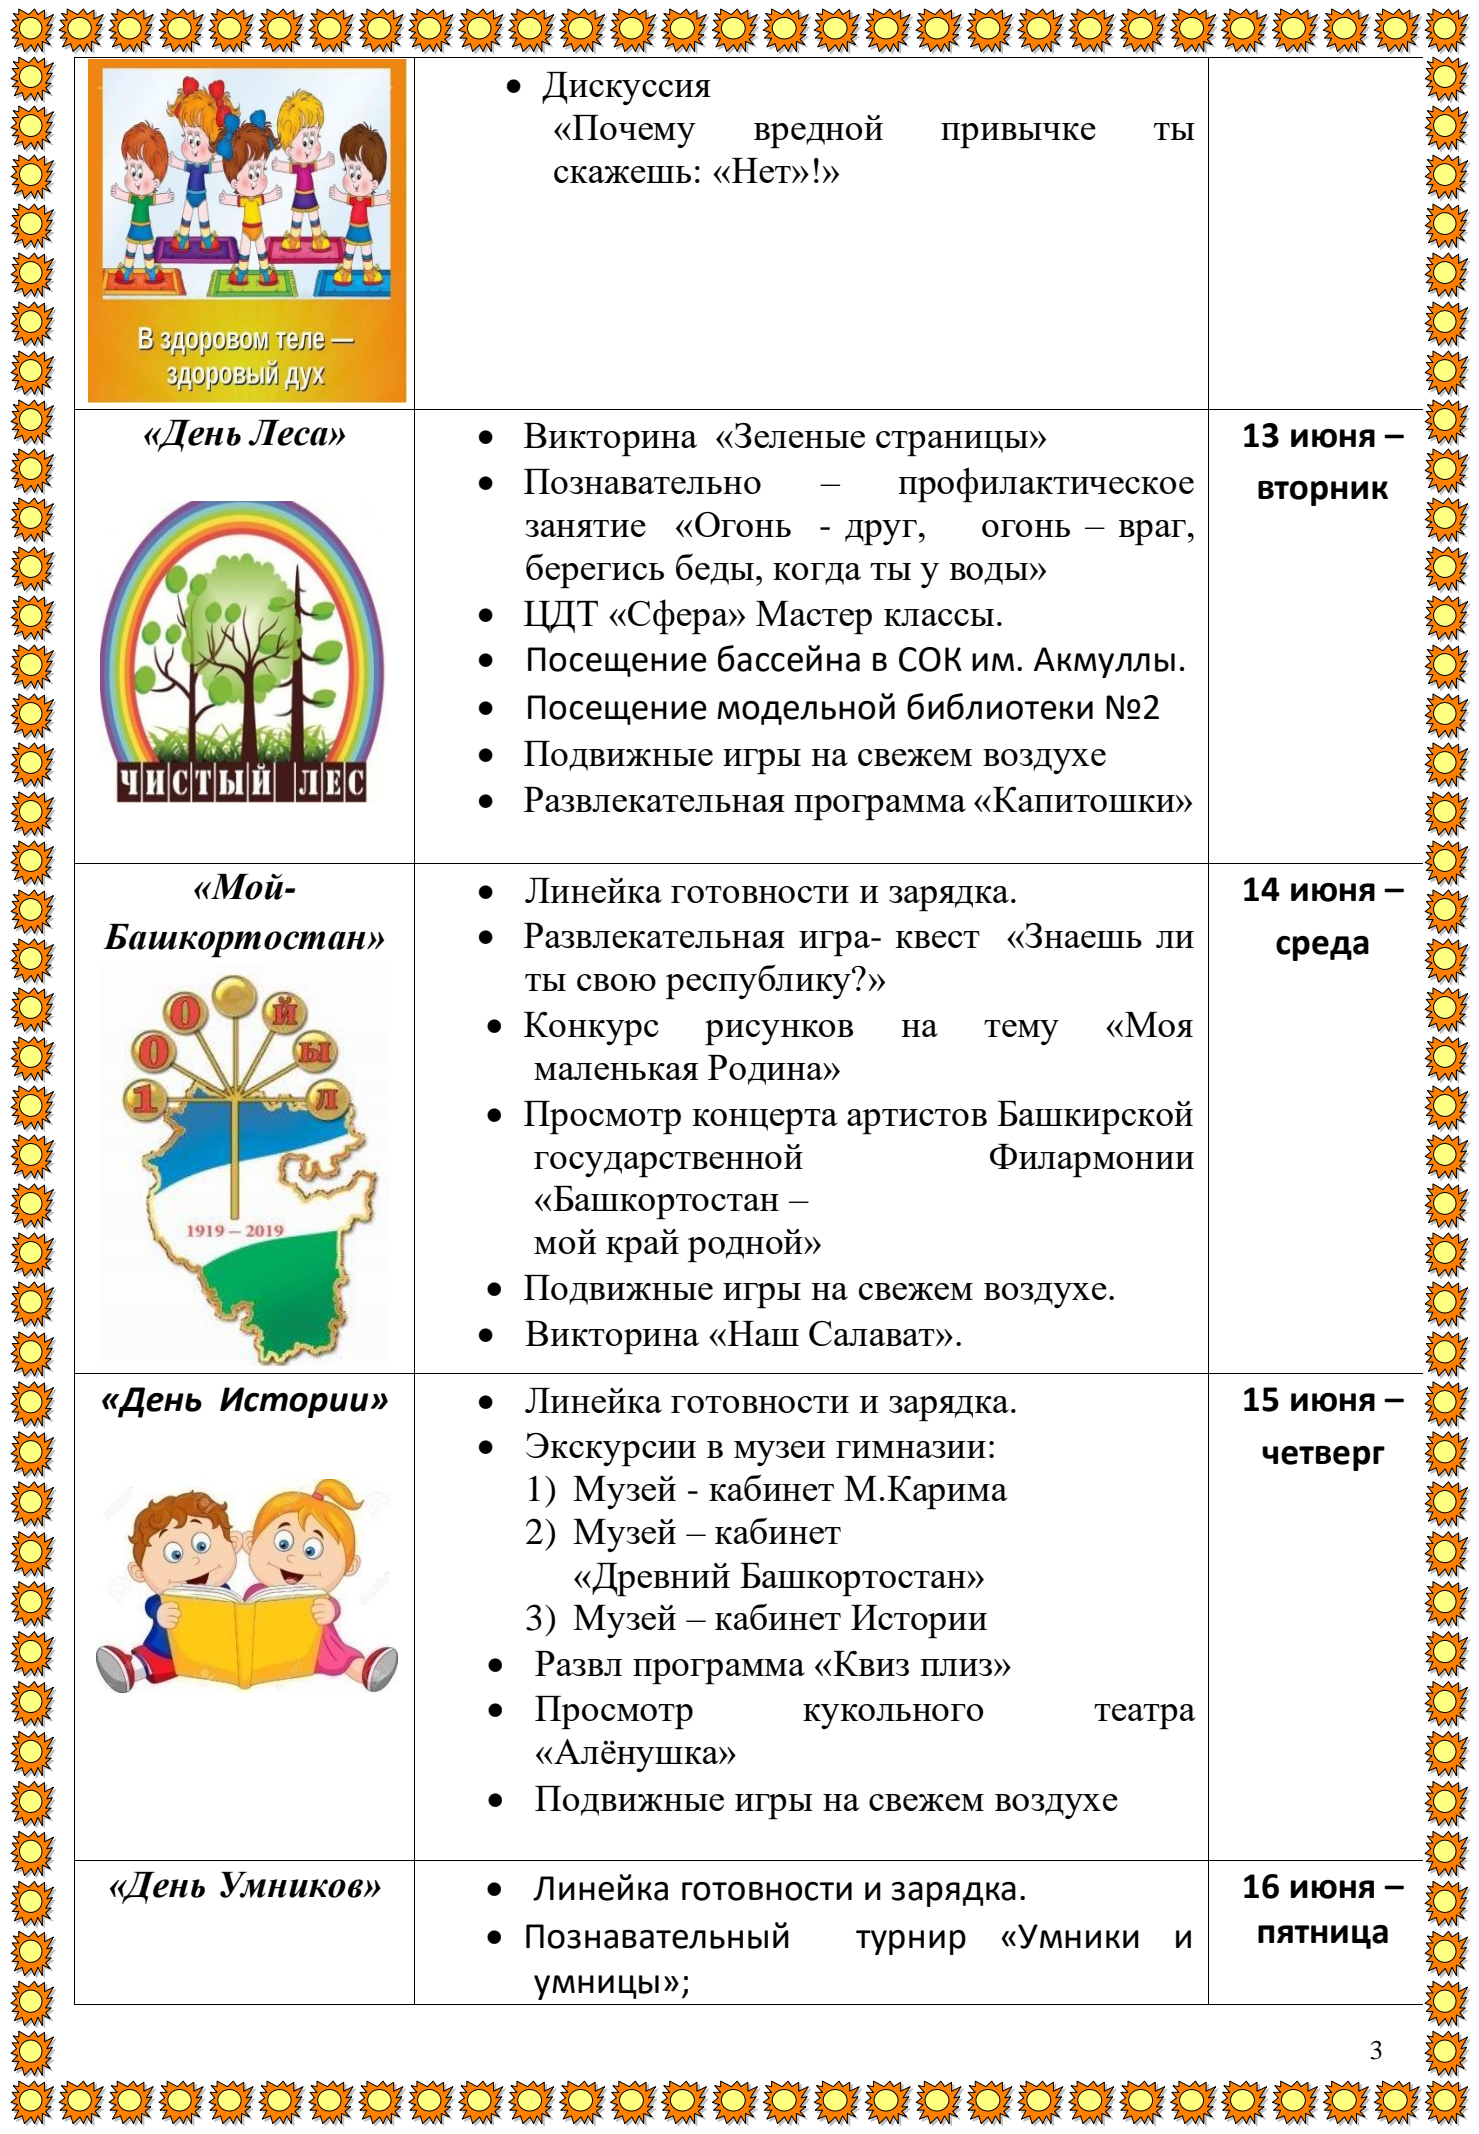 • Дискуссия
«Почему вредной привычке ты
скажешь: «Нет»!»
В здоровом теле —
здоровый дух
«День Леса»
ЧИСТЫЙ ЛЕС
• Викторина «Зеленые страницы»
• Познавательно – профилактическое
занятие «Огонь - друг, огонь – враг,
берегись беды, когда ты у воды»
• ЦДТ «Сфера» Мастер классы.
• Посещение бассейна в СОК им. Акмуллы.
• Посещение модельной библиотеки №2
• Подвижные игры на свежем воздухе
• Развлекательная программа «Капитошки»
13 июня –
вторник
«Мой-
Башкортостан»
100 йыл
1919 – 2019
• Линейка готовности и зарядка.
• Развлекательная игра- квест «Знаешь ли
ты свою республику?»
• Конкурс рисунков на тему «Моя
маленькая Родина»
• Просмотр концерта артистов Башкирской
государственной Филармонии
«Башкортостан –
мой край родной»
• Подвижные игры на свежем воздухе.
• Викторина «Наш Салават».
14 июня –
среда
«День Истории»
• Линейка готовности и зарядка.
• Экскурсии в музеи гимназии:
1) Музей - кабинет М.Карима
2) Музей – кабинет
«Древний Башкортостан»
3) Музей – кабинет Истории
• Развл программа «Квиз плиз»
• Просмотр кукольного театра
«Алёнушка»
• Подвижные игры на свежем воздухе
15 июня –
четверг
«День Умников»
• Линейка готовности и зарядка.
• Познавательный турнир «Умники и
умницы»;
16 июня –
пятница
3